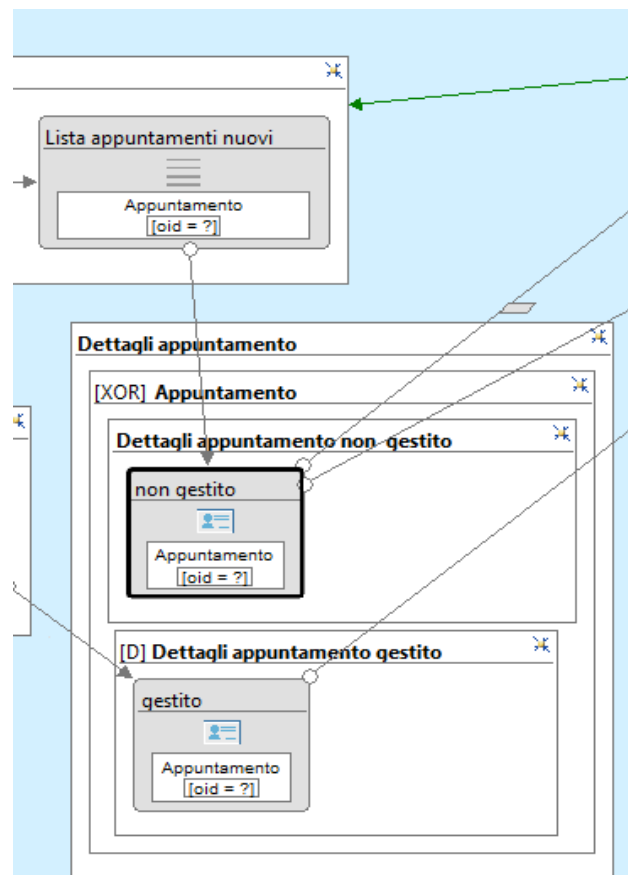 Lista appuntamenti nuovi
Appuntamento
[oid = ?]
Dettagli appuntamento
[XOR] Appuntamento
Dettagli appuntamento non gestito
non gestito
Appuntamento
[oid = ?]
[D] Dettagli appuntamento gestito
gestito
Appuntamento
[oid = ?]